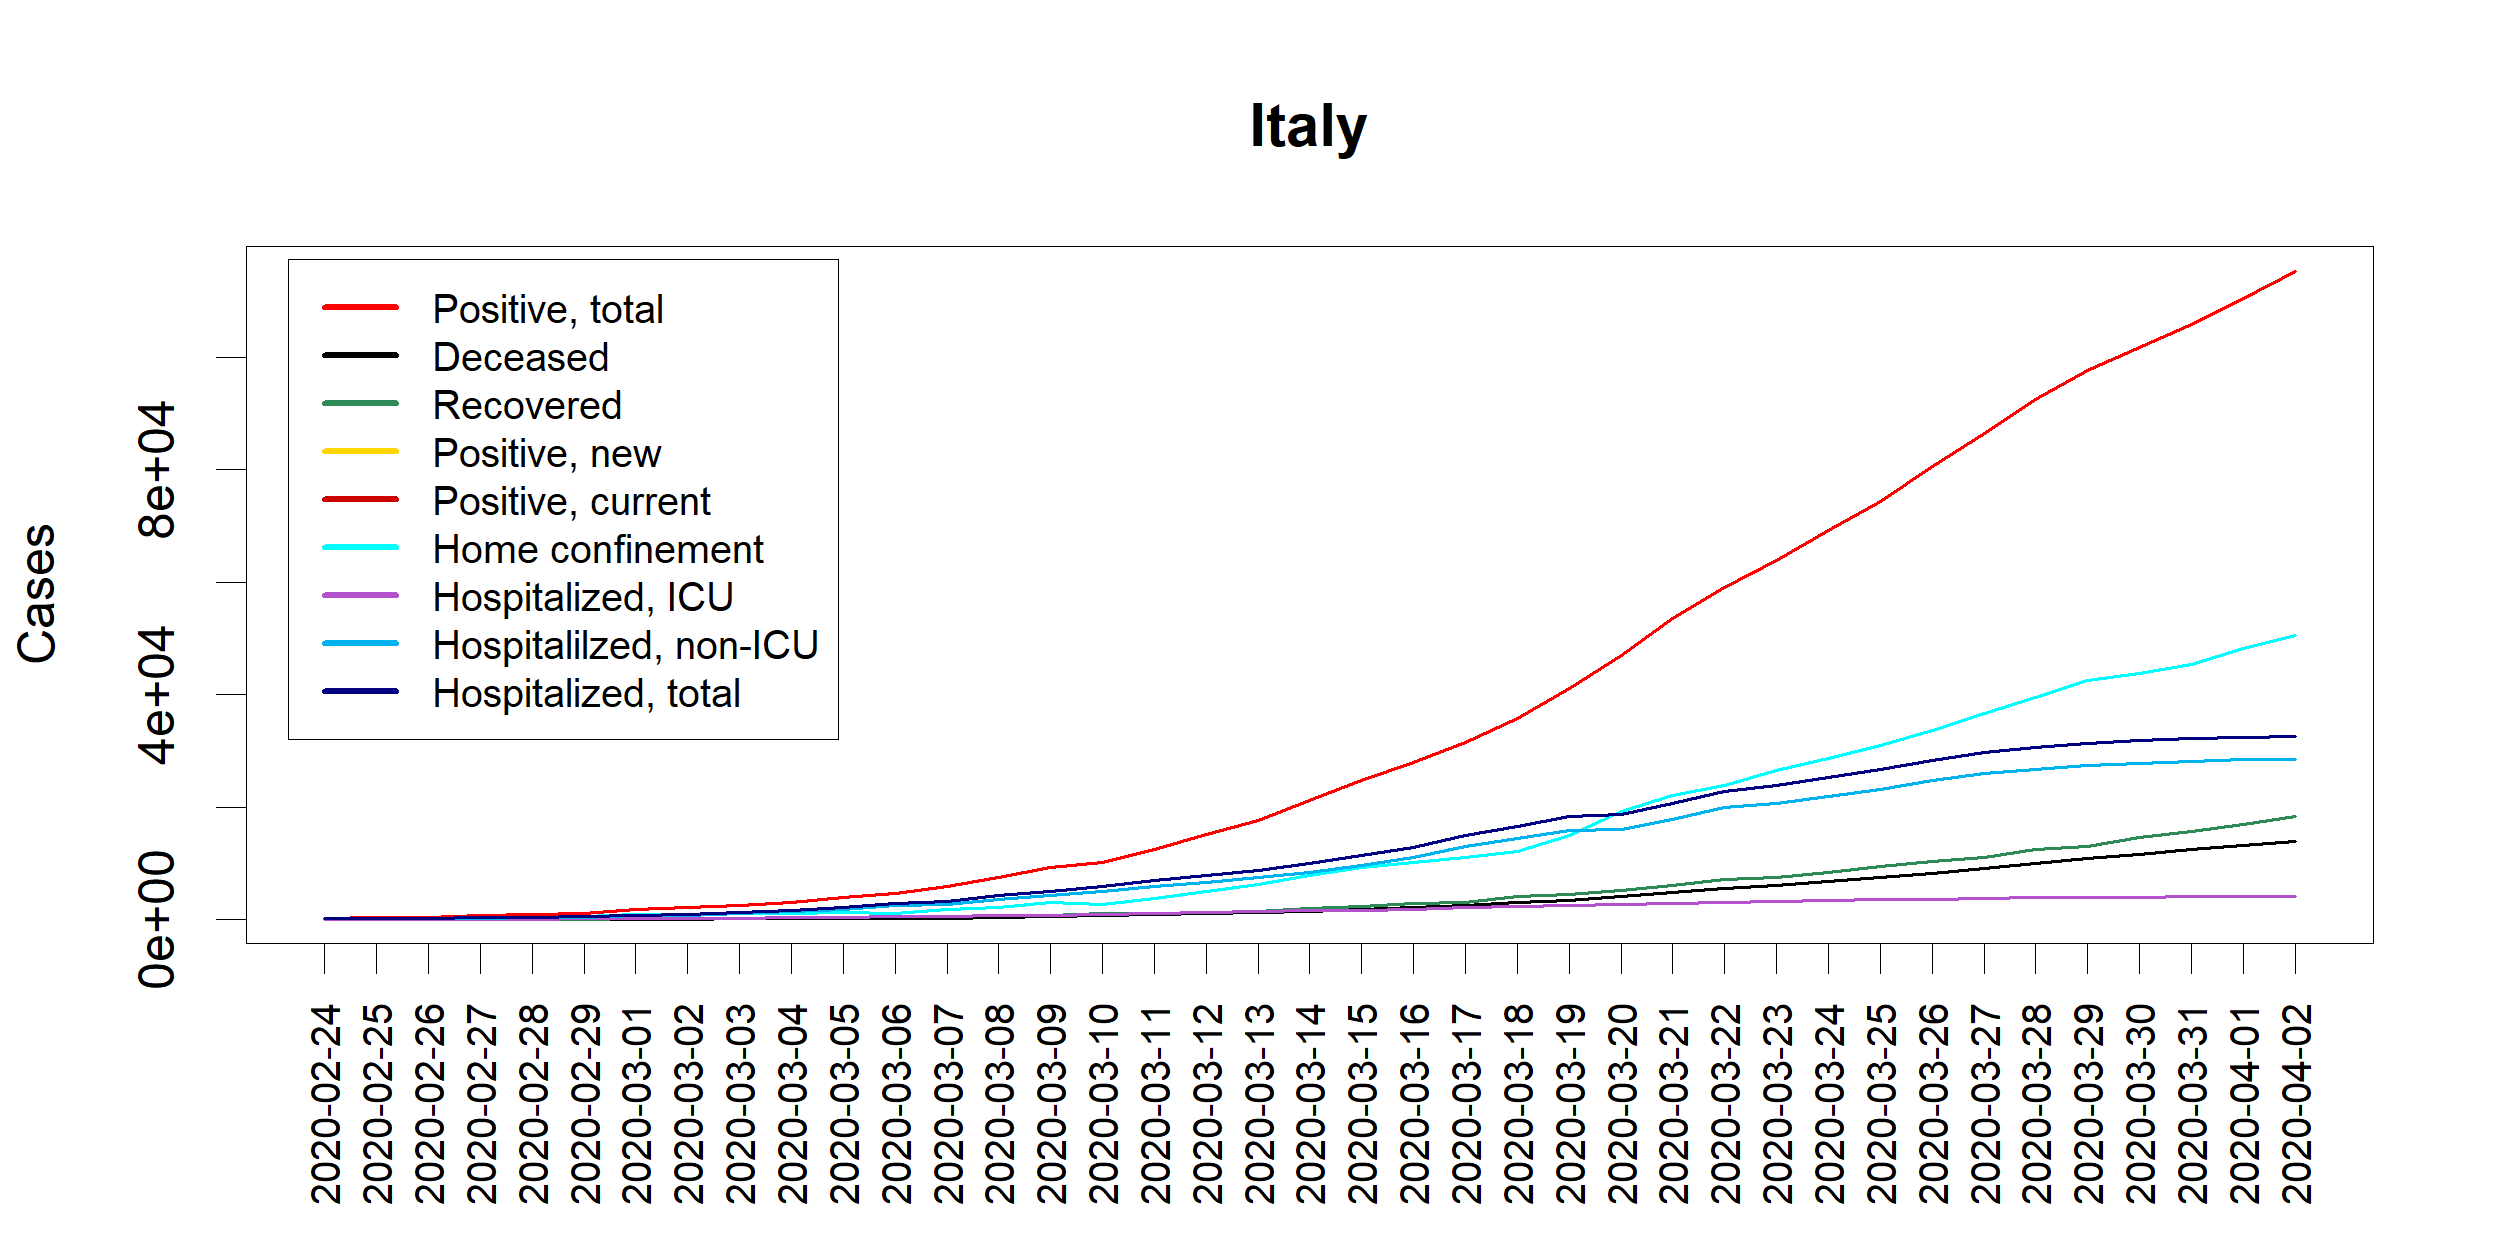 Italy
Positive, total
Deceased
Recovered
Positive, new
Positive, current
Home confinement
Hospitalized, ICU
Hospitalilzed, non-ICU
Hospitalized, total
Cases
8e+04
4e+04
0e+00
2020-02-24
2020-02-25
2020-02-26
2020-02-27
2020-02-28
2020-02-29
2020-03-01
2020-03-02
2020-03-03
2020-03-04
2020-03-05
2020-03-06
2020-03-07
2020-03-08
2020-03-09
2020-03-10
2020-03-11
2020-03-12
2020-03-13
2020-03-14
2020-03-15
2020-03-16
2020-03-17
2020-03-18
2020-03-19
2020-03-20
2020-03-21
2020-03-22
2020-03-23
2020-03-24
2020-03-25
2020-03-26
2020-03-27
2020-03-28
2020-03-29
2020-03-30
2020-03-31
2020-04-01
2020-04-02